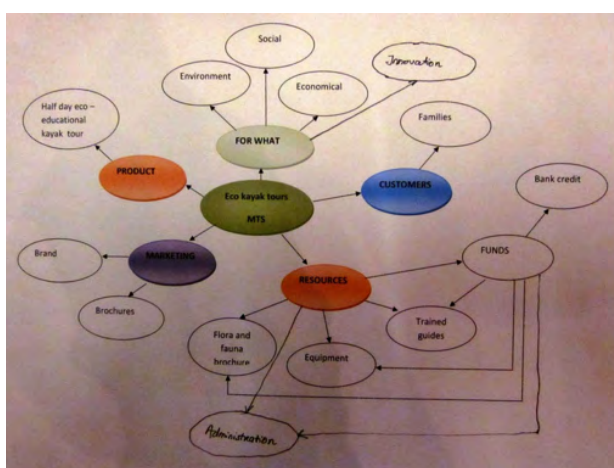 Social
Innovation
Environment
Economical
Half day eco –
educational
kayak tour
Families
FOR WHAT
PRODUCT
CUSTOMERS
Bank credit
Eco kayak tours
MTS
Brand
MARKETING
FUNDS
RESOURCES
Brochures
Trained
guides
Flora and
fauna
brochure
Equipment
Administration